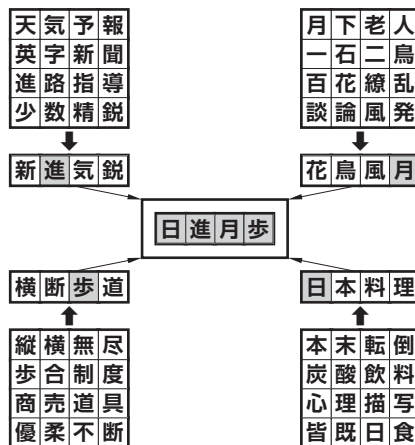 天気予報
英字新聞
進路指導
少数精鋭
新進気鋭
月下老人
一石二鳥
百花繚乱
談論風発
花鳥風月
日進月歩
横断歩道
縦横無尽
歩合制度
商売道具
優柔不断
日本料理
本末転倒
炭酸飲料
心理描写
皆既日食